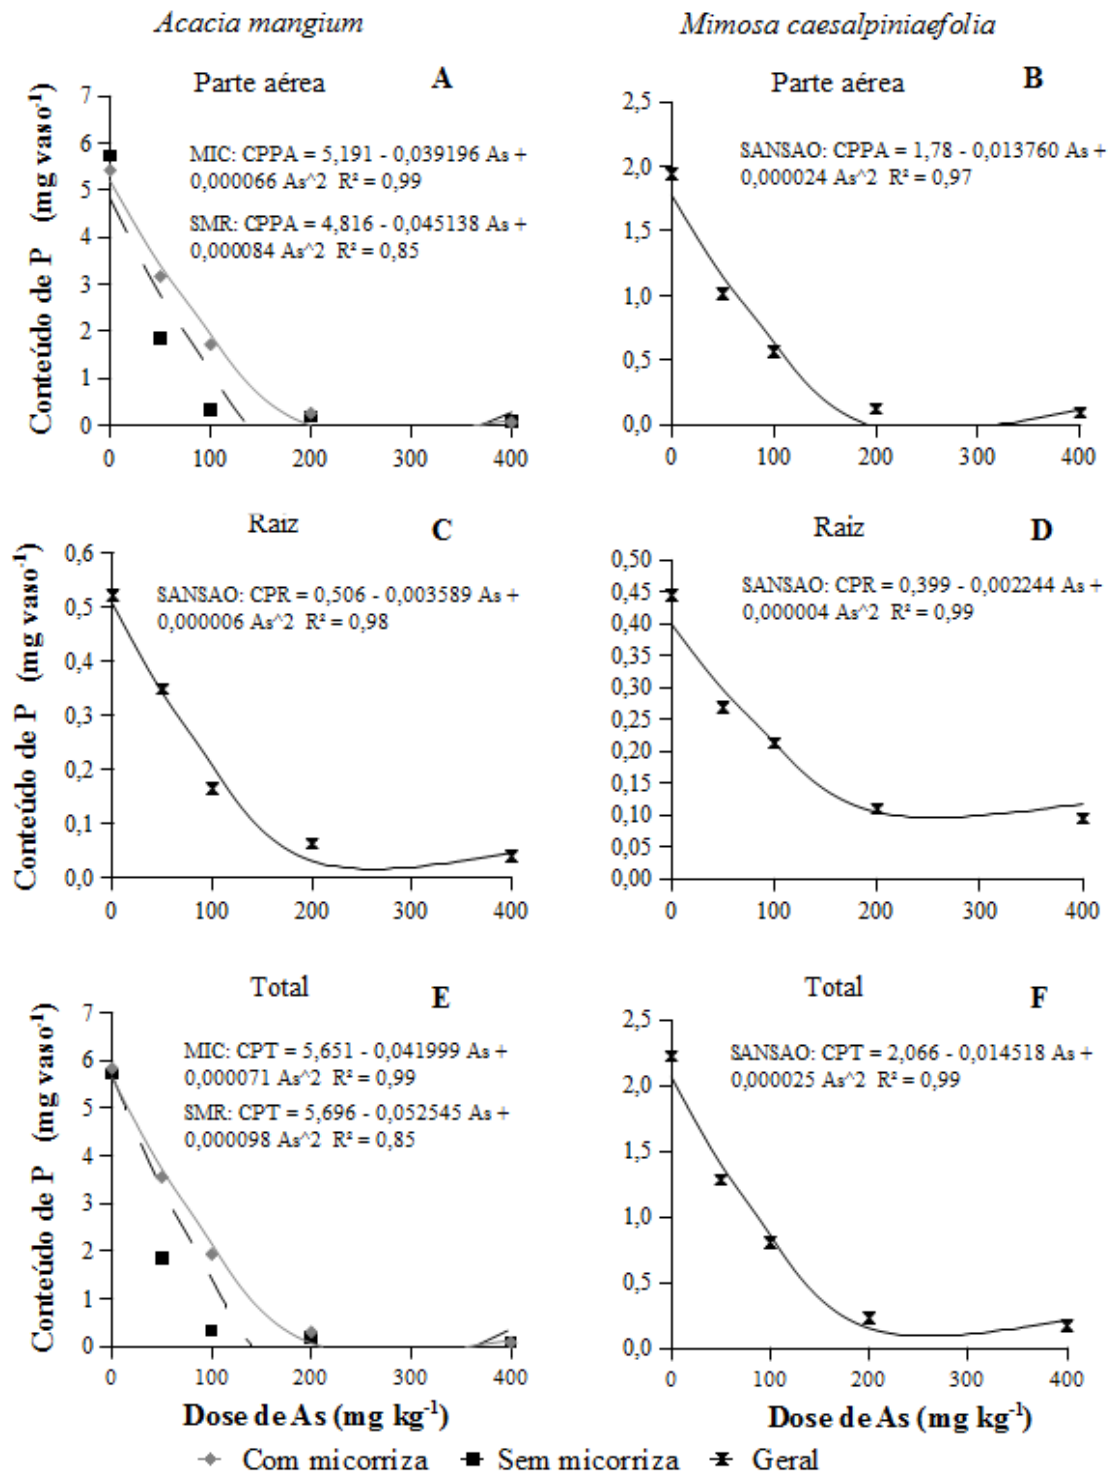 Acacia mangium
Mimosa caesalpiniaefolia
Parte aérea
A
Conteúdo de P (mg vaso-1)
7
6
5
4
3
2
1
0
MIC: CPPA = 5,191 - 0,039196 As +
0,000066 As^2 R² = 0,99
SMR: CPPA = 4,816 - 0,045138 As +
0,000084 As^2 R² = 0,85
0 100 200 300 400
Parte aérea
B
2,5
2,0
1,5
1,0
0,5
0,0
SANSAO: CPPA = 1,78 - 0,013760 As +
0,000024 As^2 R² = 0,97
0 100 200 300 400
Raiz
C
Conteúdo de P (mg vaso-1)
0,6
0,5
0,4
0,3
0,2
0,1
0,0
SANSAO: CPR = 0,506 - 0,003589 As +
0,000006 As^2 R² = 0,98
0 100 200 300 400
Raiz
D
0,50
0,45
0,40
0,35
0,30
0,25
0,20
0,15
0,10
0,05
0,00
SANSAO: CPR = 0,399 - 0,002244 As +
0,000004 As^2 R² = 0,99
0 100 200 300 400
Total
E
Conteúdo de P (mg vaso-1)
7
6
5
4
3
2
1
0
MIC: CPT = 5,651 - 0,041999 As +
0,000071 As^2 R² = 0,99
SMR: CPT = 5,696 - 0,052545 As +
0,000098 As^2 R² = 0,85
0 100 200 300 400
Dose de As (mg kg-1)
Total
F
2,5
2,0
1,5
1,0
0,5
0,0
SANSAO: CPT = 2,066 - 0,014518 As +
0,000025 As^2 R² = 0,99
0 100 200 300 400
Dose de As (mg kg-1)
Com micorriza Sem micorriza Geral